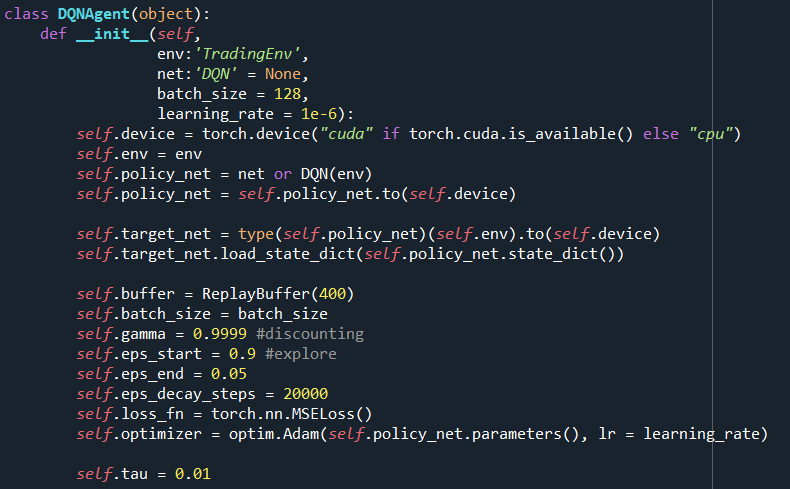 class DQNAgent(object):
    def __init__(self,
                 env:'TradingEnv',
                 net:'DQN' = None,
                 batch_size = 128,
                 learning_rate = 1e-6):
        self.device = torch.device("cuda" if torch.cuda.is_available() else "cpu")
        self.env = env
        self.policy_net = net or DQN(env)
        self.policy_net = self.policy_net.to(self.device)

        self.target_net = type(self.policy_net)(self.env).to(self.device)
        self.target_net.load_state_dict(self.policy_net.state_dict())

        self.buffer = ReplayBuffer(400)
        self.batch_size = batch_size
        self.gamma = 0.9999 #discounting
        self.eps_start = 0.9 #explore
        self.eps_end = 0.05
        self.eps_decay_steps = 20000
        self.loss_fn = torch.nn.MSELoss()
        self.optimizer = optim.Adam(self.policy_net.parameters(), lr = learning_rate)

        self.tau = 0.01